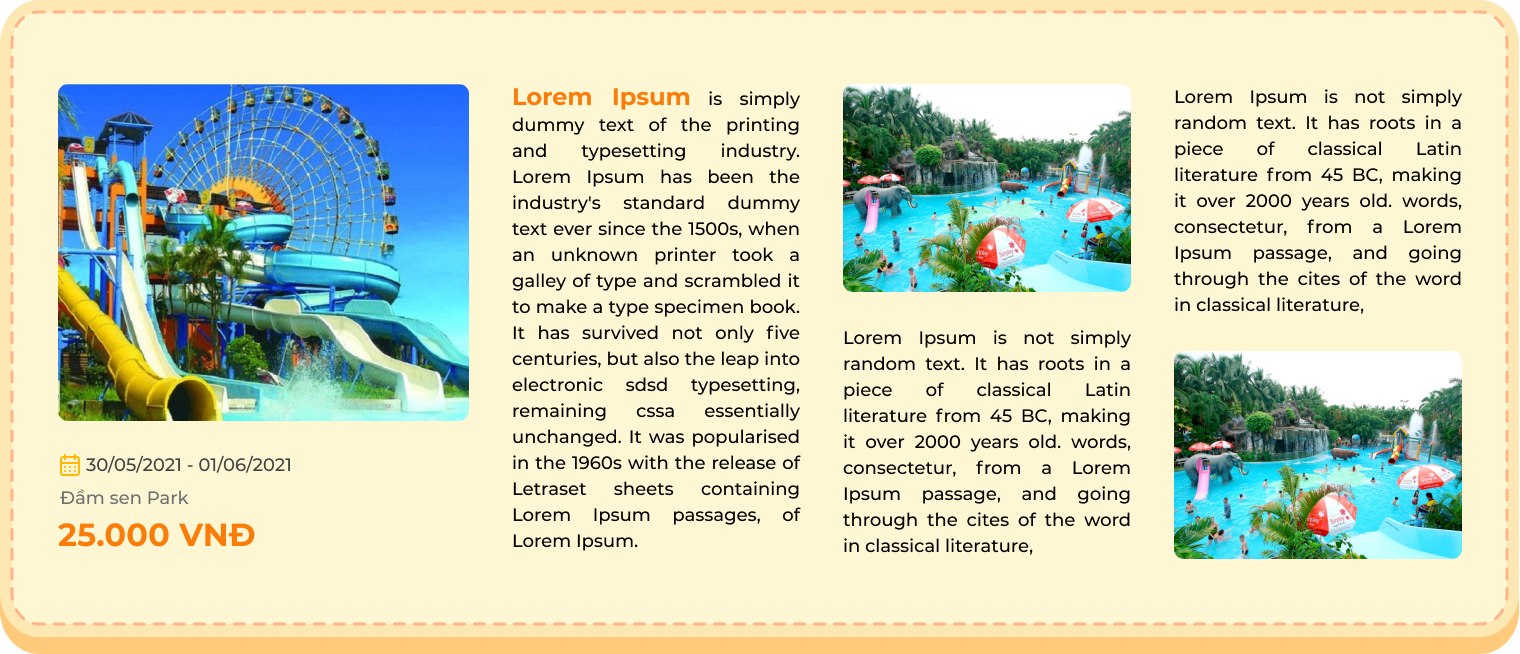 30/05/2021 - 01/06/2021
Đầm sen Park
25.000 VNĐ
Lorem Ipsum is simply
dummy text of the printing
and typesetting industry.
Lorem Ipsum has been the
industry's standard dummy
text ever since the 1500s, when
an unknown printer took a
galley of type and scrambled it
to make a type specimen book.
It has survived not only five
centuries, but also the leap into
electronic sdsd typesetting,
remaining cssa essentially
unchanged. It was popularised
in the 1960s with the release of
Letraset sheets containing
Lorem Ipsum passages, of
Lorem Ipsum.
Lorem Ipsum is not simply
random text. It has roots in a
piece of classical Latin
literature from 45 BC, making
it over 2000 years old. words,
consectetur, from a Lorem
Ipsum passage, and going
through the cites of the word
in classical literature,
Lorem Ipsum is not simply
random text. It has roots in a
piece of classical Latin
literature from 45 BC, making
it over 2000 years old. words,
consectetur, from a Lorem
Ipsum passage, and going
through the cites of the word
in classical literature,